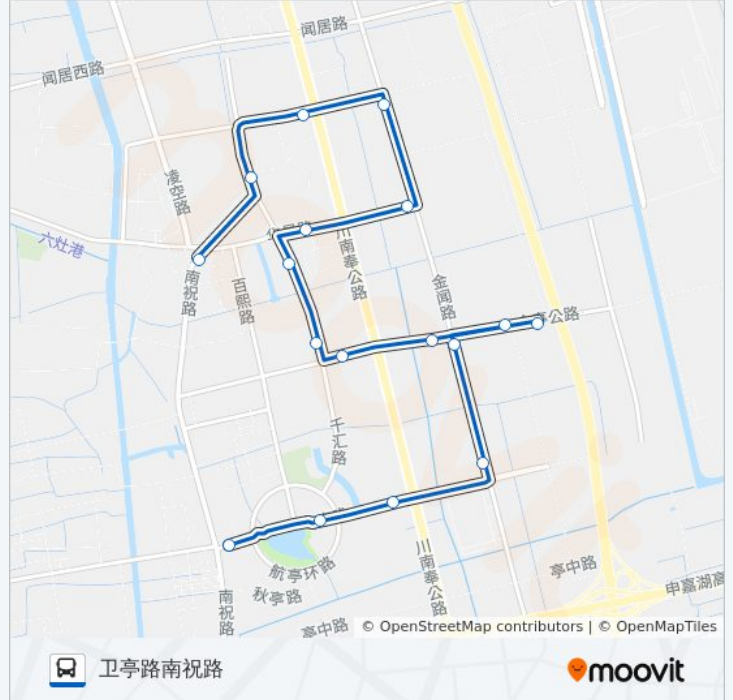 闻居路
闻居西路
凌空路
六灶港
南祝路
百熙路
川南奉公路
金闻路
亭公路
千汇路
航亭环路
秋亭路
南祝路
川南奉公路
亭中路
亭中路
申嘉湖高
© OpenStreetMap contributors | © OpenMapTiles
卫亭路南祝路
moovit